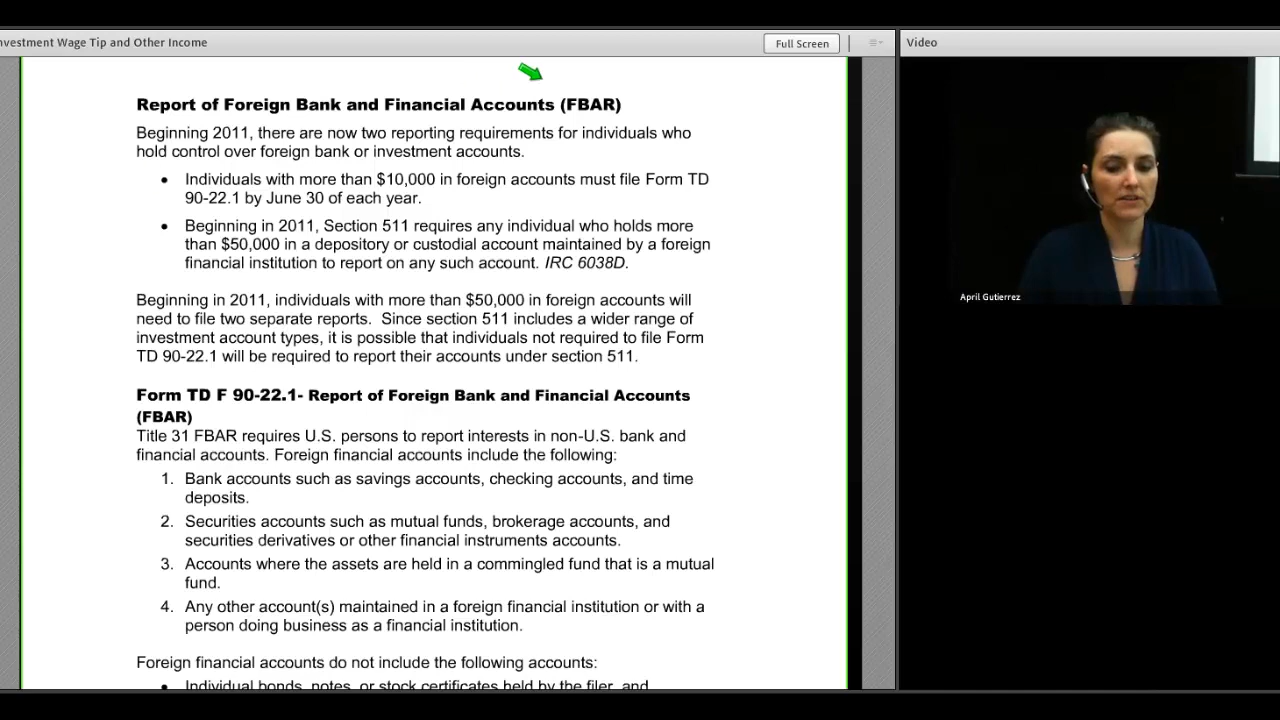 nvestment Wage Tip and Other Income
Full Screen
Video
Report of Foreign Bank and Financial Accounts (FBAR)
Beginning 2011, there are now two reporting requirements for individuals who
hold control over foreign bank or investment accounts.
• Individuals with more than $10,000 in foreign accounts must file Form TD
90-22.1 by June 30 of each year.
• Beginning in 2011, Section 511 requires any individual who holds more
than $50,000 in a depository or custodial account maintained by a foreign
financial institution to report on any such account. IRC 6038D.
Beginning in 2011, individuals with more than $50,000 in foreign accounts will
need to file two separate reports. Since section 511 includes a wider range of
investment account types, it is possible that individuals not required to file Form
TD 90-22.1 will be required to report their accounts under section 511.
Form TD F 90-22.1- Report of Foreign Bank and Financial Accounts
(FBAR)
Title 31 FBAR requires U.S. persons to report interests in non-U.S. bank and
financial accounts. Foreign financial accounts include the following:
1. Bank accounts such as savings accounts, checking accounts, and time
deposits.
2. Securities accounts such as mutual funds, brokerage accounts, and
securities derivatives or other financial instruments accounts.
3. Accounts where the assets are held in a commingled fund that is a mutual
fund.
4. Any other account(s) maintained in a foreign financial institution or with a
person doing business as a financial institution.
Foreign financial accounts do not include the following accounts:
• Individual bonds, notes, or stock certificates held by the filer, and
April Gutierrez